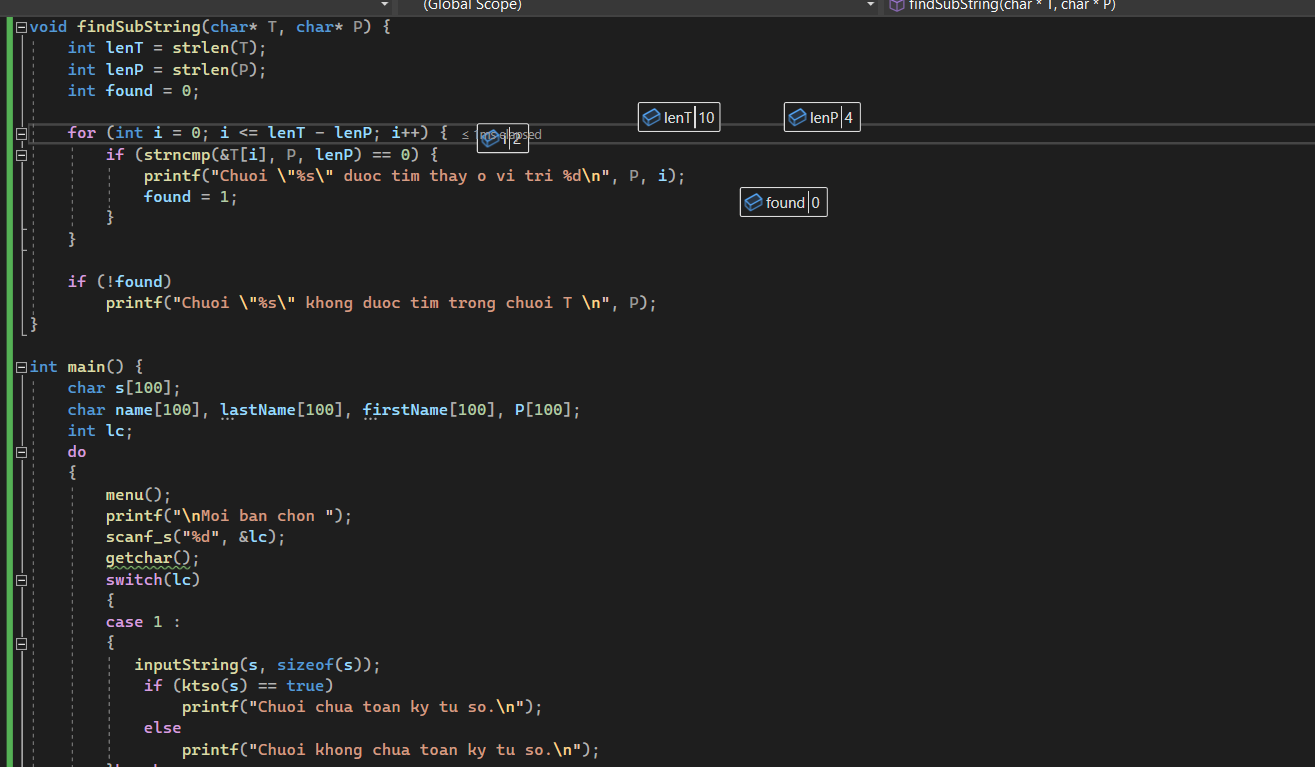 (Global Scope) findSubString(char * T, char * P)
void findSubString(char* T, char* P) {
    int lenT = strlen(T);
    int lenP = strlen(P);
    int found = 0;
lenT 10 lenP 4
    for (int i = 0; i <= lenT - lenP; i++) { ≤ 1ms elapsed
i 2
        if (strncmp(&T[i], P, lenP) == 0) {
            printf("Chuoi \"%s\" duoc tim thay o vi tri %d\n", P, i);
            found = 1;
found 0
        }
    }
    if (!found)
        printf("Chuoi \"%s\" khong duoc tim trong chuoi T \n", P);
}
int main() {
    char s[100];
    char name[100], lastName[100], firstName[100], P[100];
    int lc;
    do
    {
        menu();
        printf("\nMoi ban chon ");
        scanf_s("%d", &lc);
        getchar();
        switch(lc)
        {
        case 1 :
        {
           inputString(s, sizeof(s));
            if (ktso(s) == true)
                printf("Chuoi chua toan ky tu so.\n");
            else
                printf("Chuoi khong chua toan ky tu so.\n");